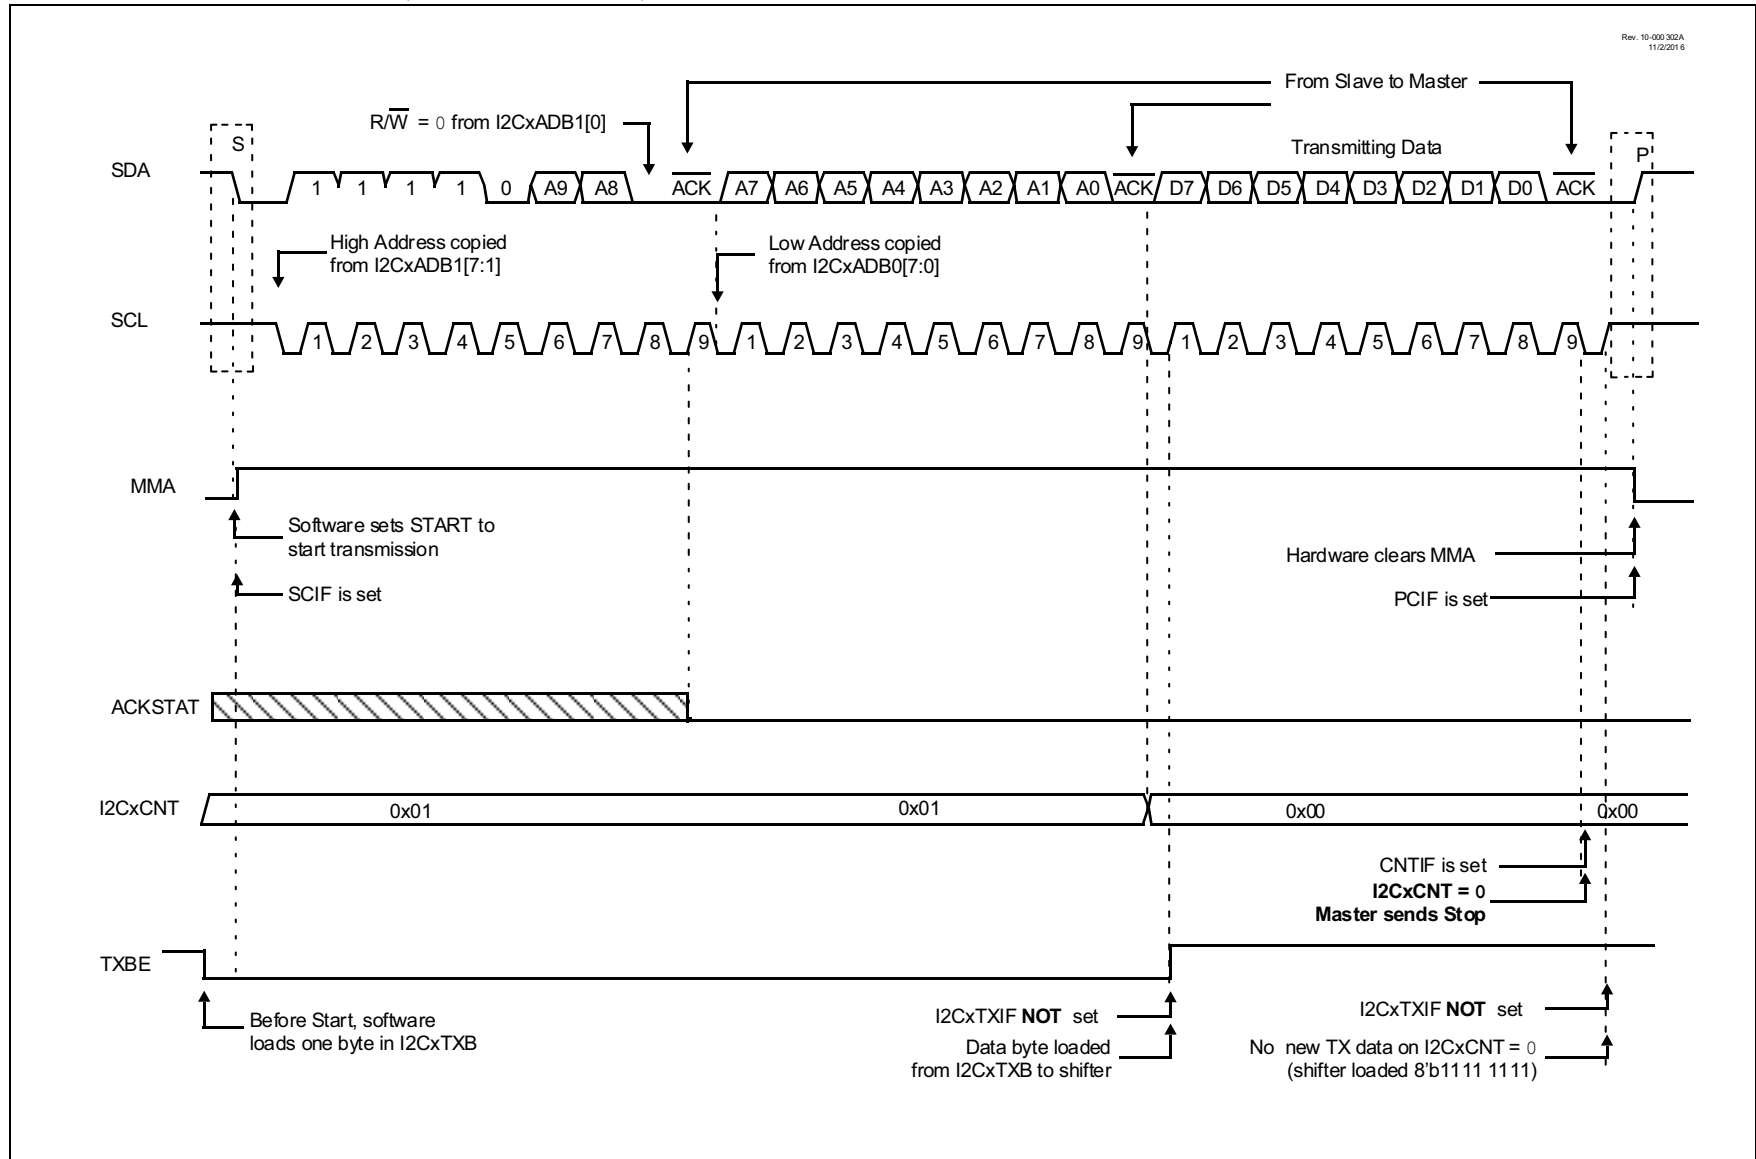 Rev. 10-000302A
11/2/2016
From Slave to Master
R/W = 0 from I2CxADB1[0]
Transmitting Data
S
P
SDA
1 1 1 1 0 A9 A8 ACK A7 A6 A5 A4 A3 A2 A1 A0 ACK D7 D6 D5 D4 D3 D2 D1 D0 ACK
High Address copied
from I2CxADB1[7:1]
Low Address copied
from I2CxADB0[7:0]
SCL
1 2 3 4 5 6 7 8 9 1 2 3 4 5 6 7 8 9 1 2 3 4 5 6 7 8 9
MMA
Software sets START to
start transmission
SCIF is set
Hardware clears MMA
PCIF is set
ACKSTAT
I2CxCNT
0x01 0x01 0x00 0x00
CNTIF is set
I2CxCNT = 0
Master sends Stop
TXBE
Before Start, software
loads one byte in I2CxTXB
I2CxTXIF NOT set
Data byte loaded
from I2CxTXB to shifter
I2CxTXIF NOT set
No new TX data on I2CxCNT = 0
(shifter loaded 8'b1111 1111)